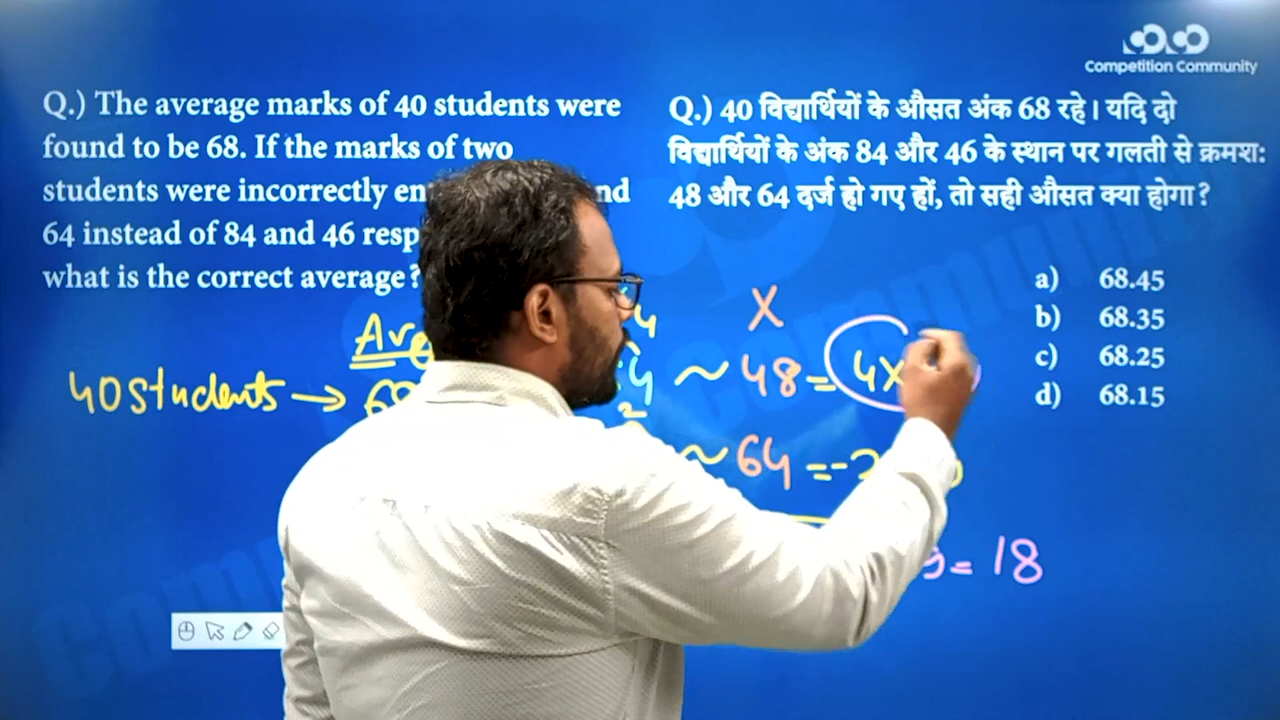 Competition Community
Q.) The average marks of 40 students were
found to be 68. If the marks of two
students were incorrectly
64 instead of 84 and 46
what is the correct average?
Q.) 40 विद्यार्थियों के औसत अंक 68 रहे। यदि दो
विद्यार्थियों के अंक 84 और 46 के स्थान पर गलती से क्रमश:
48 और 64 दर्ज हो गए हों, तो सही औसत क्या होगा?
a) 68.45
b) 68.35
c) 68.25
d) 68.15
40 students →
X
~ 48 = 4X
~ 64 = -
= 18